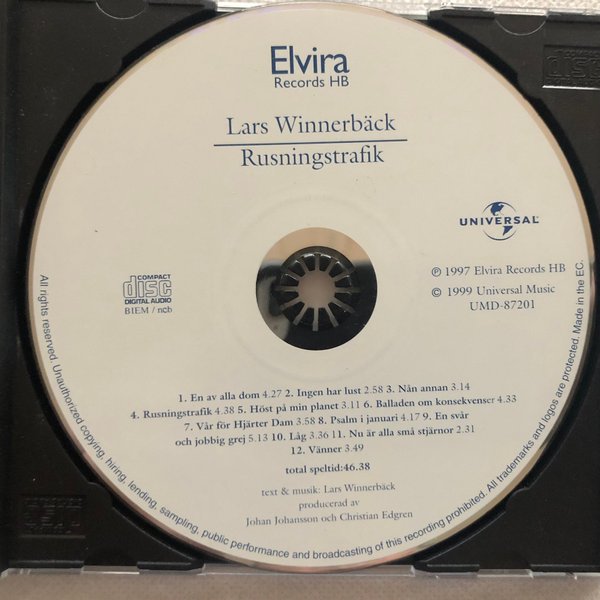 Elvira
Records HB
Lars Winnerbäck
Rusningstrafik
UNIVERSAL
COMPACT
disc
DIGITAL AUDIO
BIEM / ncb
℗ 1997 Elvira Records HB
© 1999 Universal Music
UMD-87201
1. En av alla dom 4.27 2. Ingen har lust 2.58 3. Nån annan 3.14
4. Rusningstrafik 4.38 5. Höst på min planet 3.11 6. Balladen om konsekvenser 4.33
7. Vår för Hjärter Dam 3.58 8. Psalm i januari 4.17 9. En svår
och jobbig grej 5.13 10. Låg 3.36 11. Nu är alla små stjärnor 2.31
12. Vänner 3.49
total speltid:46.38
text & musik: Lars Winnerbäck
producerad av
Johan Johansson och Christian Edgren
All rights reserved. Unauthorized copying, hiring, lending, sampling, public performance and broadcasting of this recording prohibited. All trademarks and logos are protected. Made in the EC.